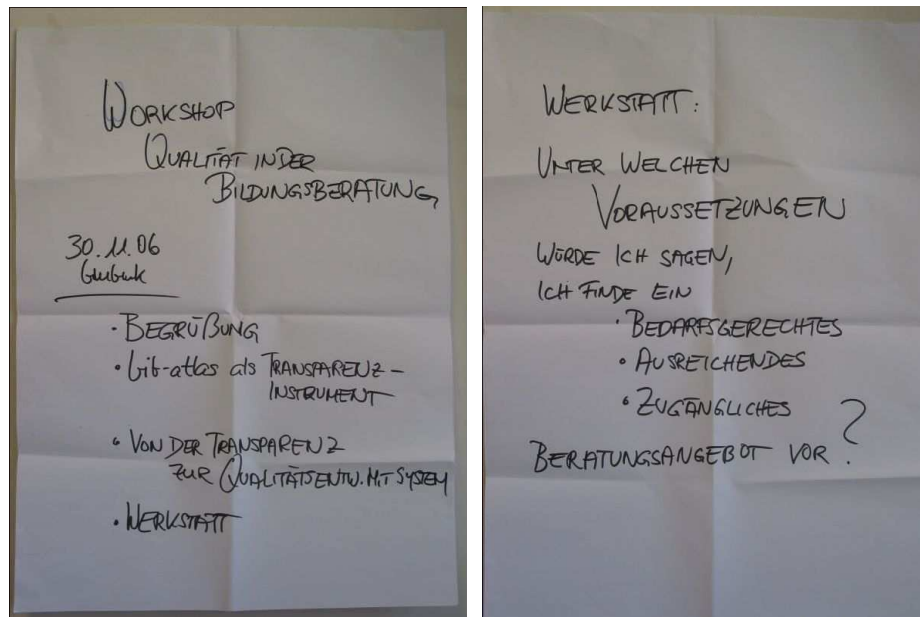 WORKSHOP
QUALITÄT IN DER
BILDUNGSBERATUNG
30.11.06
· BEGRÜßUNG
· bib-atlas als TRANSPARENZ-
INSTRUMENT
· VON DER TRANSPARENZ
ZUR QUALITÄTSENTW. MIT SYSTEM
· WERKSTATT
WERKSTATT:
UNTER WELCHEN
VORAUSSETZUNGEN
WÜRDE ICH SAGEN,
ICH FINDE EIN
· BEDARFSGERECHTES
· AUSREICHENDES
· ZUGÄNGLICHES
BERATUNGSANGEBOT VOR?